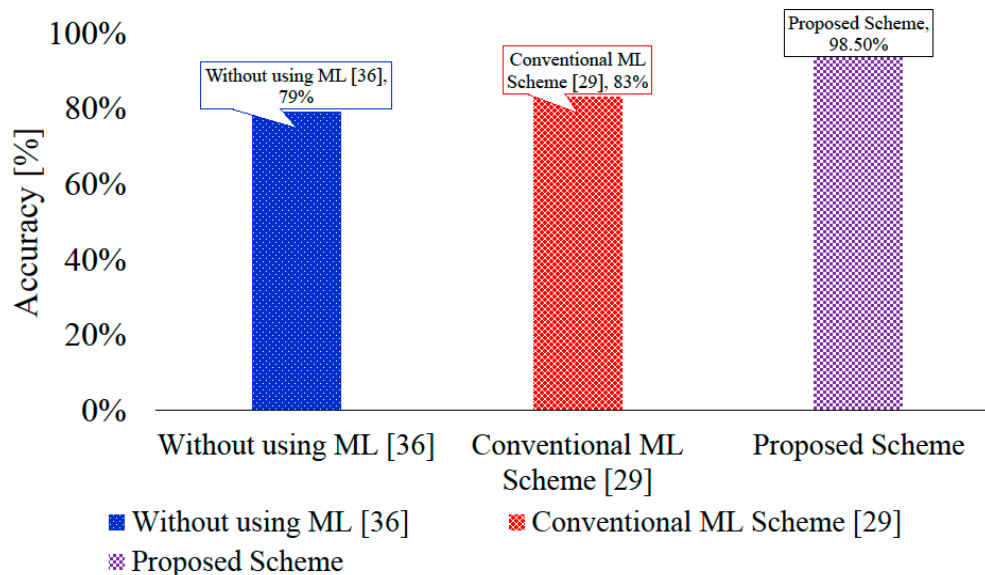 100%
80%
60%
40%
20%
0%
Accuracy [%]
Without using ML [36],
79%
Conventional ML
Scheme [29], 83%
Proposed Scheme,
98.50%
Without using ML [36]
Conventional ML
Scheme [29]
Proposed Scheme
Without using ML [36]
Conventional ML Scheme [29]
Proposed Scheme